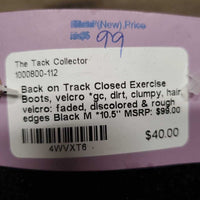 (New) Price
99
The Tack Collector
1000800-112
Back on Track Closed Exercise
Boots, velcro *gc, dirt, clumpy, hair,
velcro: faded, discolored & rough
edges Black M *10.5" MSRP: $99.00
$40.00
4WVXT6